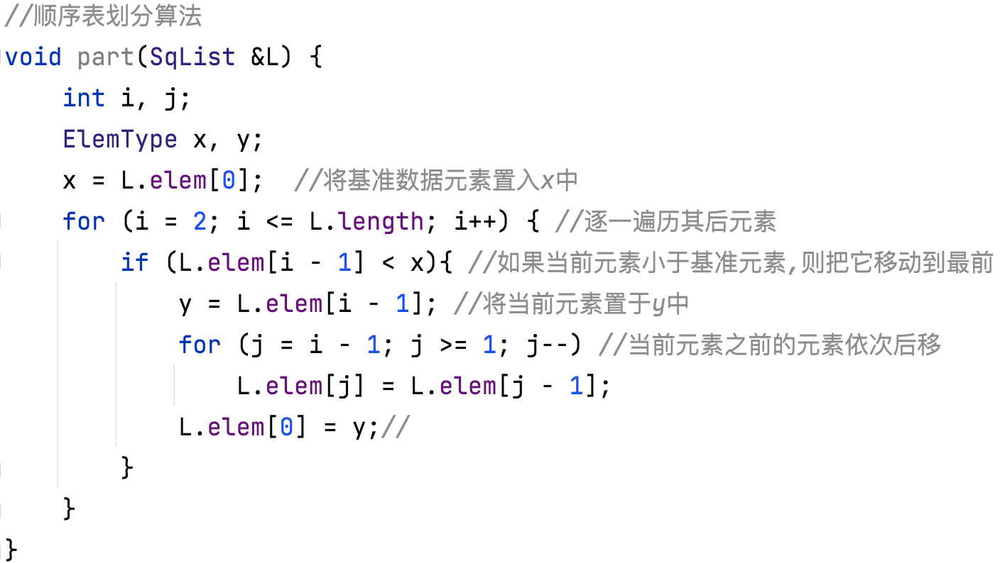 //顺序表划分算法
void part(SqList &L) {
    int i, j;
    ElemType x, y;
    x = L.elem[0];  //将基准数据元素置入x中
    for (i = 2; i <= L.length; i++) { //逐一遍历其后元素
        if (L.elem[i - 1] < x){ //如果当前元素小于基准元素,则把它移动到最前
            y = L.elem[i - 1]; //将当前元素置于y中
            for (j = i - 1; j >= 1; j--) //当前元素之前的元素依次后移
                L.elem[j] = L.elem[j - 1];
            L.elem[0] = y;//
        }
    }
}